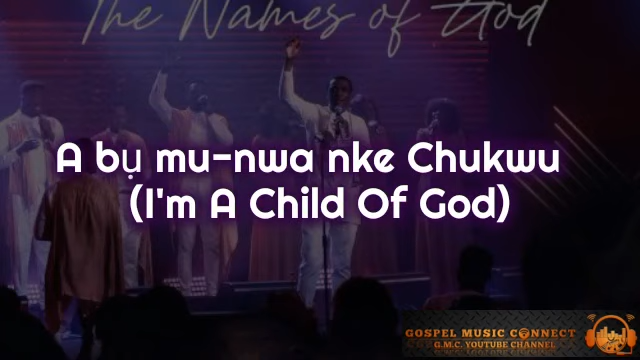 The Names of God
A bụ mu-nwa nke Chukwu
(I'm A Child Of God)
GOSPEL MUSIC CONNECT
G.M.C. YOUTUBE CHANNEL